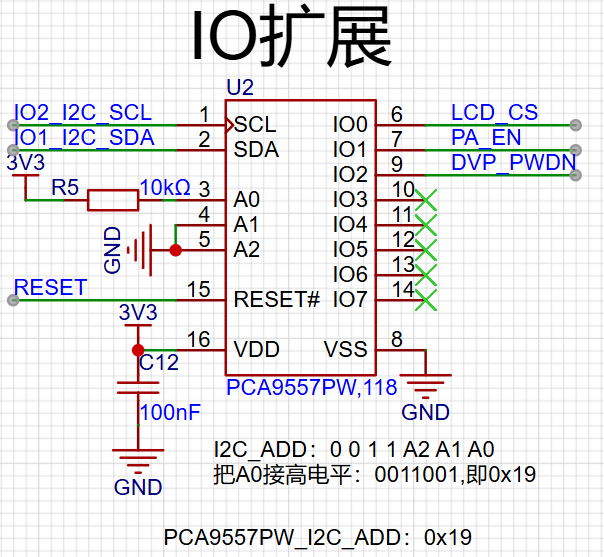 IO扩展
U2
IO2_I2C_SCL 1 SCL IO0 6 LCD_CS
IO1_I2C_SDA 2 SDA IO1 7 PA_EN
3V3 IO2 9 DVP_PWDN
R5 10kΩ 3 A0 IO3 10
4 A1 IO4 11
GND 5 A2 IO5 12
IO6 13
RESET 15 RESET# IO7 14
3V3
16 VDD VSS 8
C12
PCA9557PW,118
100nF GND
GND
I2C_ADD：0 0 1 1 A2 A1 A0
把A0接高电平：0011001,即0x19
PCA9557PW_I2C_ADD：0x19